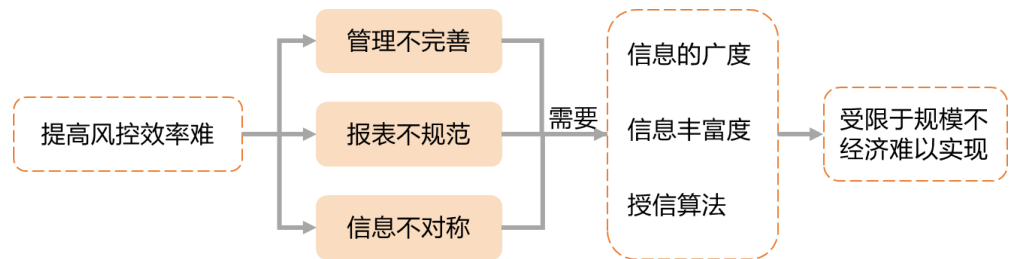 提高风控效率难
管理不完善
报表不规范
信息不对称
需要
信息的广度
信息丰富度
授信算法
受限于规模不
经济难以实现